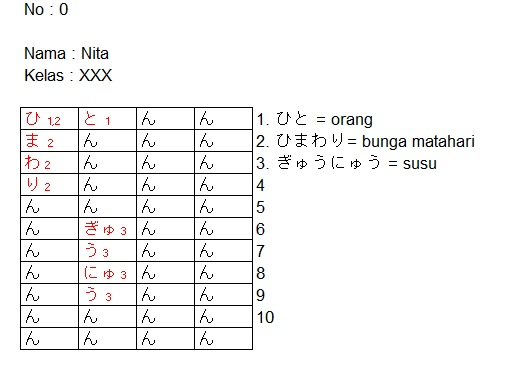 No : 0
Nama : Nita
Kelas : XXX
ひ 1,2 と 1 ん ん 1. ひと = orang
ま 2 ん ん ん 2. ひまわり= bunga matahari
わ 2 ん ん ん 3. ぎゅうにゅう = susu
り 2 ん ん ん 4
ん ん ん ん 5
ん ぎゅ 3 ん ん 6
ん う 3 ん ん 7
ん にゅ 3 ん ん 8
ん う 3 ん ん 9
ん ん ん ん 10
ん ん ん ん